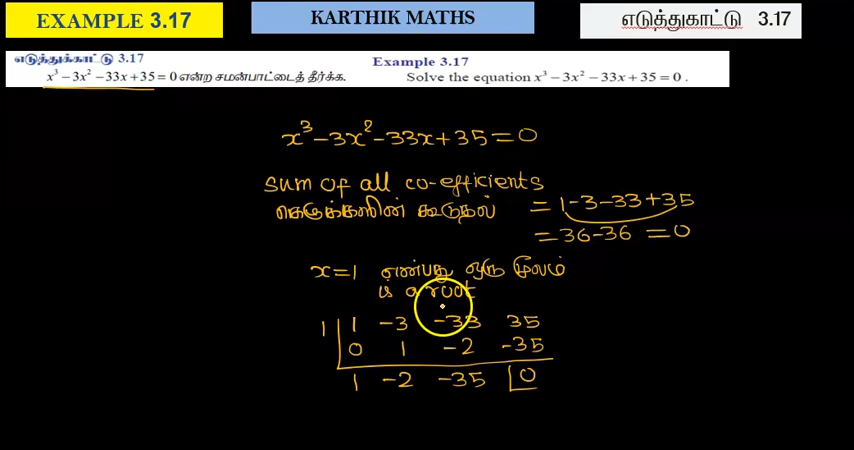 EXAMPLE 3.17
KARTHIK MATHS
எடுத்துகாட்டு 3.17
எடுத்துக்காட்டு 3.17
x³ − 3x² − 33x + 35 = 0 என்ற சமன்பாட்டைத் தீர்க்க.
Example 3.17
Solve the equation x³ − 3x² − 33x + 35 = 0 .
x³ − 3x² − 33x + 35 = 0
sum of all co-efficients
கெழுக்களின் கூடுதல் = 1 − 3 − 33 + 35
= 36 − 36 = 0
x = 1 என்பது ஒரு மூலம்
is a root
1 | 1 −3 −33 35
0 1 −2 −35
1 −2 −35 | 0